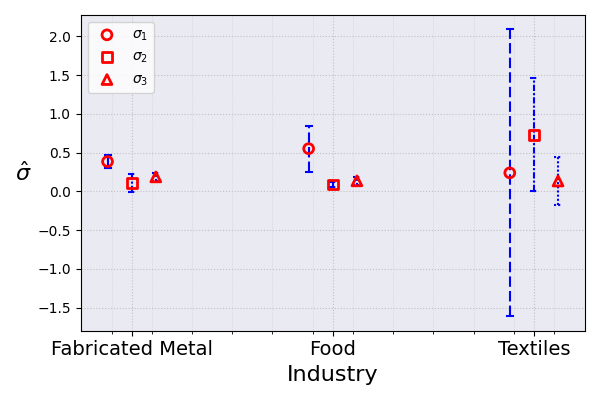 σ₁
σ₂
σ₃
2.0
1.5
1.0
0.5
0.0
−0.5
−1.0
−1.5
σ̂
Fabricated Metal Food Textiles
Industry